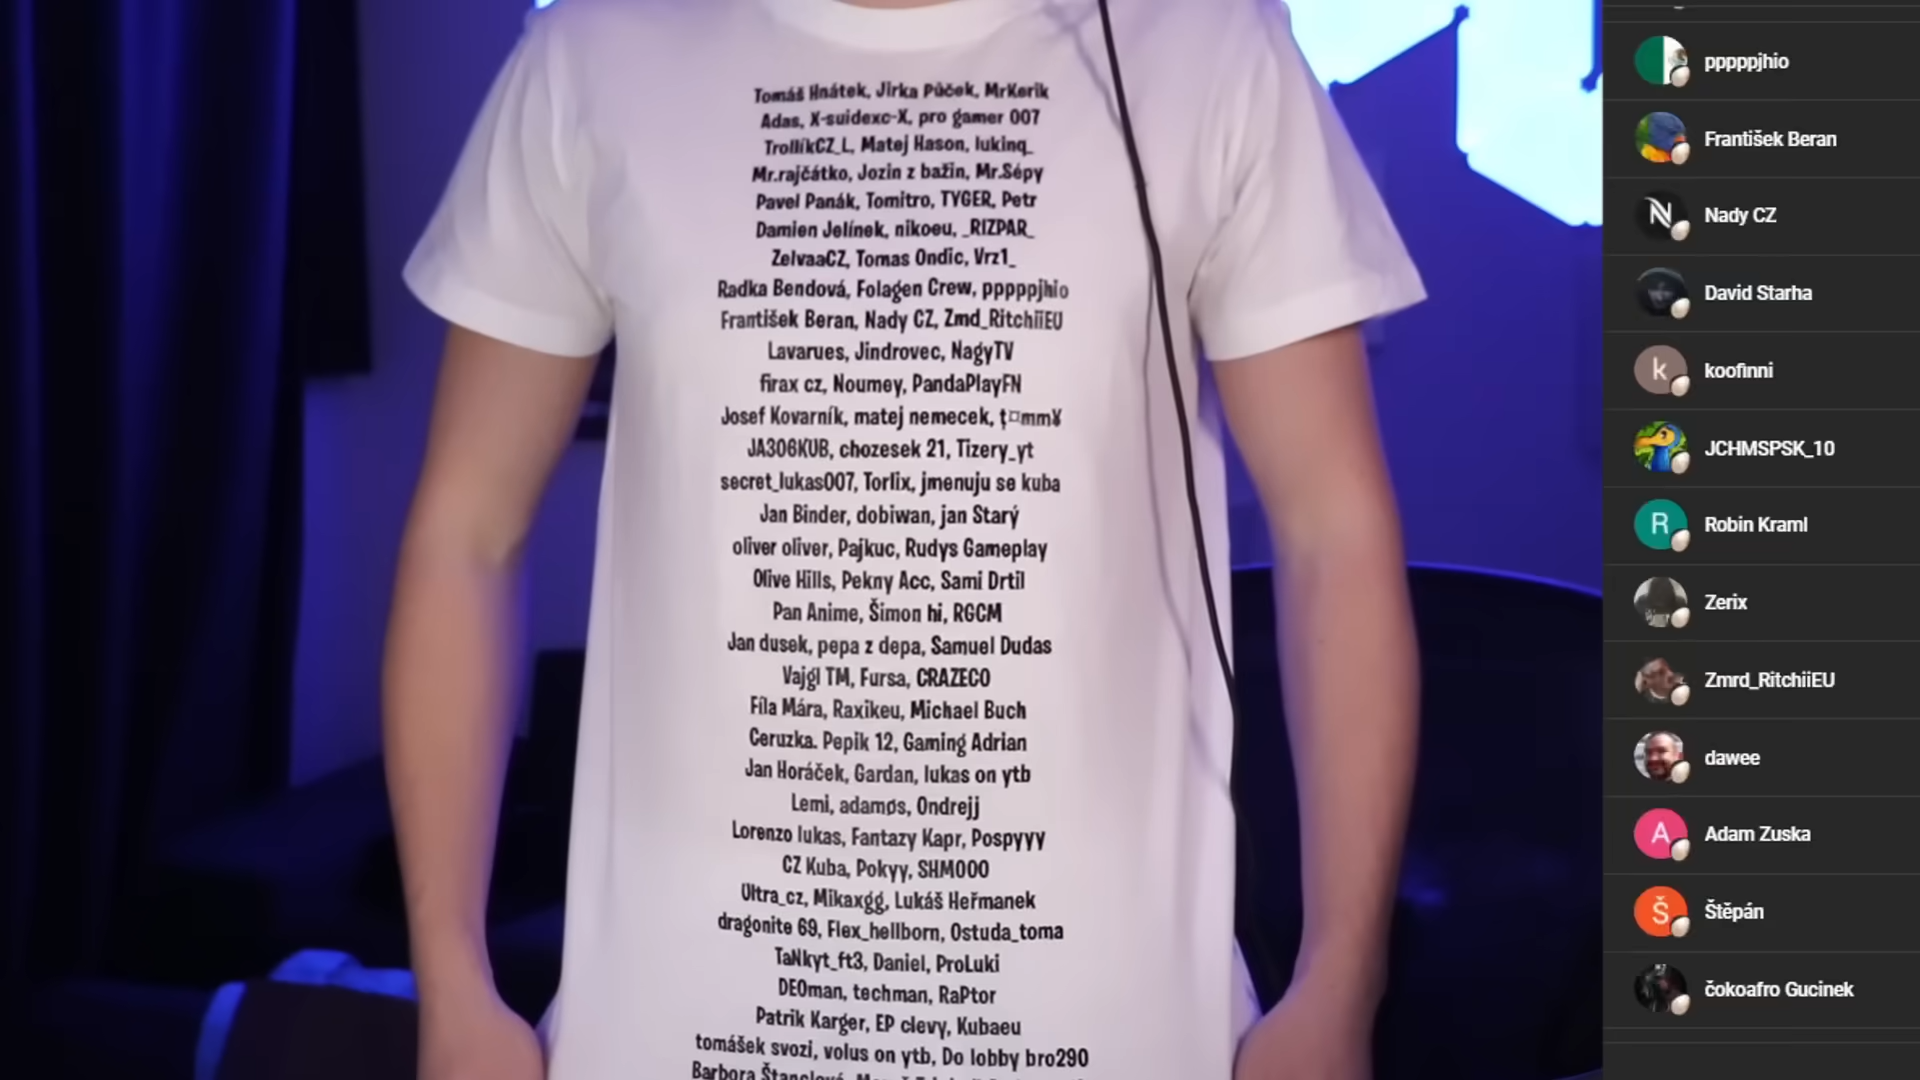 Tomáš Hnátek, Jirka Půček, MrKerik
Adas, X-suidexc-X, pro gamer 007
TrollíkCZ_L, Matej Hason, lukinq_
Mr.rajčátko, Jozin z bažin, Mr.Sépy
Pavel Panák, Tomitro, TYGER, Petr
Damien Jelínek, nikoeu, _RIZPAR_
ZelvaaCZ, Tomas Ondic, Vrz1_
Radka Bendová, Folagen Crew, pppppjhio
František Beran, Nady CZ, Zmd_RitchiiEU
Lavarues, Jindrovec, NagyTV
firax cz, Noumey, PandaPlayFN
Josef Kovarník, matej nemecek, ţ¤mm¥
JA306KUB, chozesek 21, Tizery_yt
secret_lukas007, Torlix, jmenuju se kuba
Jan Binder, dobiwan, jan Starý
oliver oliver, Pajkuc, Rudys Gameplay
Olive Hills, Pekny Acc, Sami Drtil
Pan Anime, Šimon hi, RGCM
Jan dusek, pepa z depa, Samuel Dudas
Vajgl TM, Fursa, CRAZECO
Fíla Mára, Raxikeu, Michael Buch
Ceruzka. Pepik 12, Gaming Adrian
Jan Horáček, Gardan, lukas on ytb
Lemi, adamøs, Ondrejj
Lorenzo lukas, Fantazy Kapr, Pospyyy
CZ Kuba, Pokyy, SHMOOO
Ultra_cz, Mikaxgg, Lukáš Heřmanek
dragonite 69, Flex_hellborn, Ostuda_toma
TaNkyt_ft3, Daniel, ProLuki
DEOman, techman, RaPtor
Patrik Karger, EP clevy, Kubaeu
tomášek svozi, volus on ytb, Do lobby bro290
Barbora Štanclová,
pppppjhio
František Beran
N
Nady CZ
David Starha
k
koofinni
JCHMSPSK_10
R
Robin Kraml
Zerix
Zmrd_RitchiiEU
dawee
A
Adam Zuska
Š
Štěpán
čokoafro Gucinek